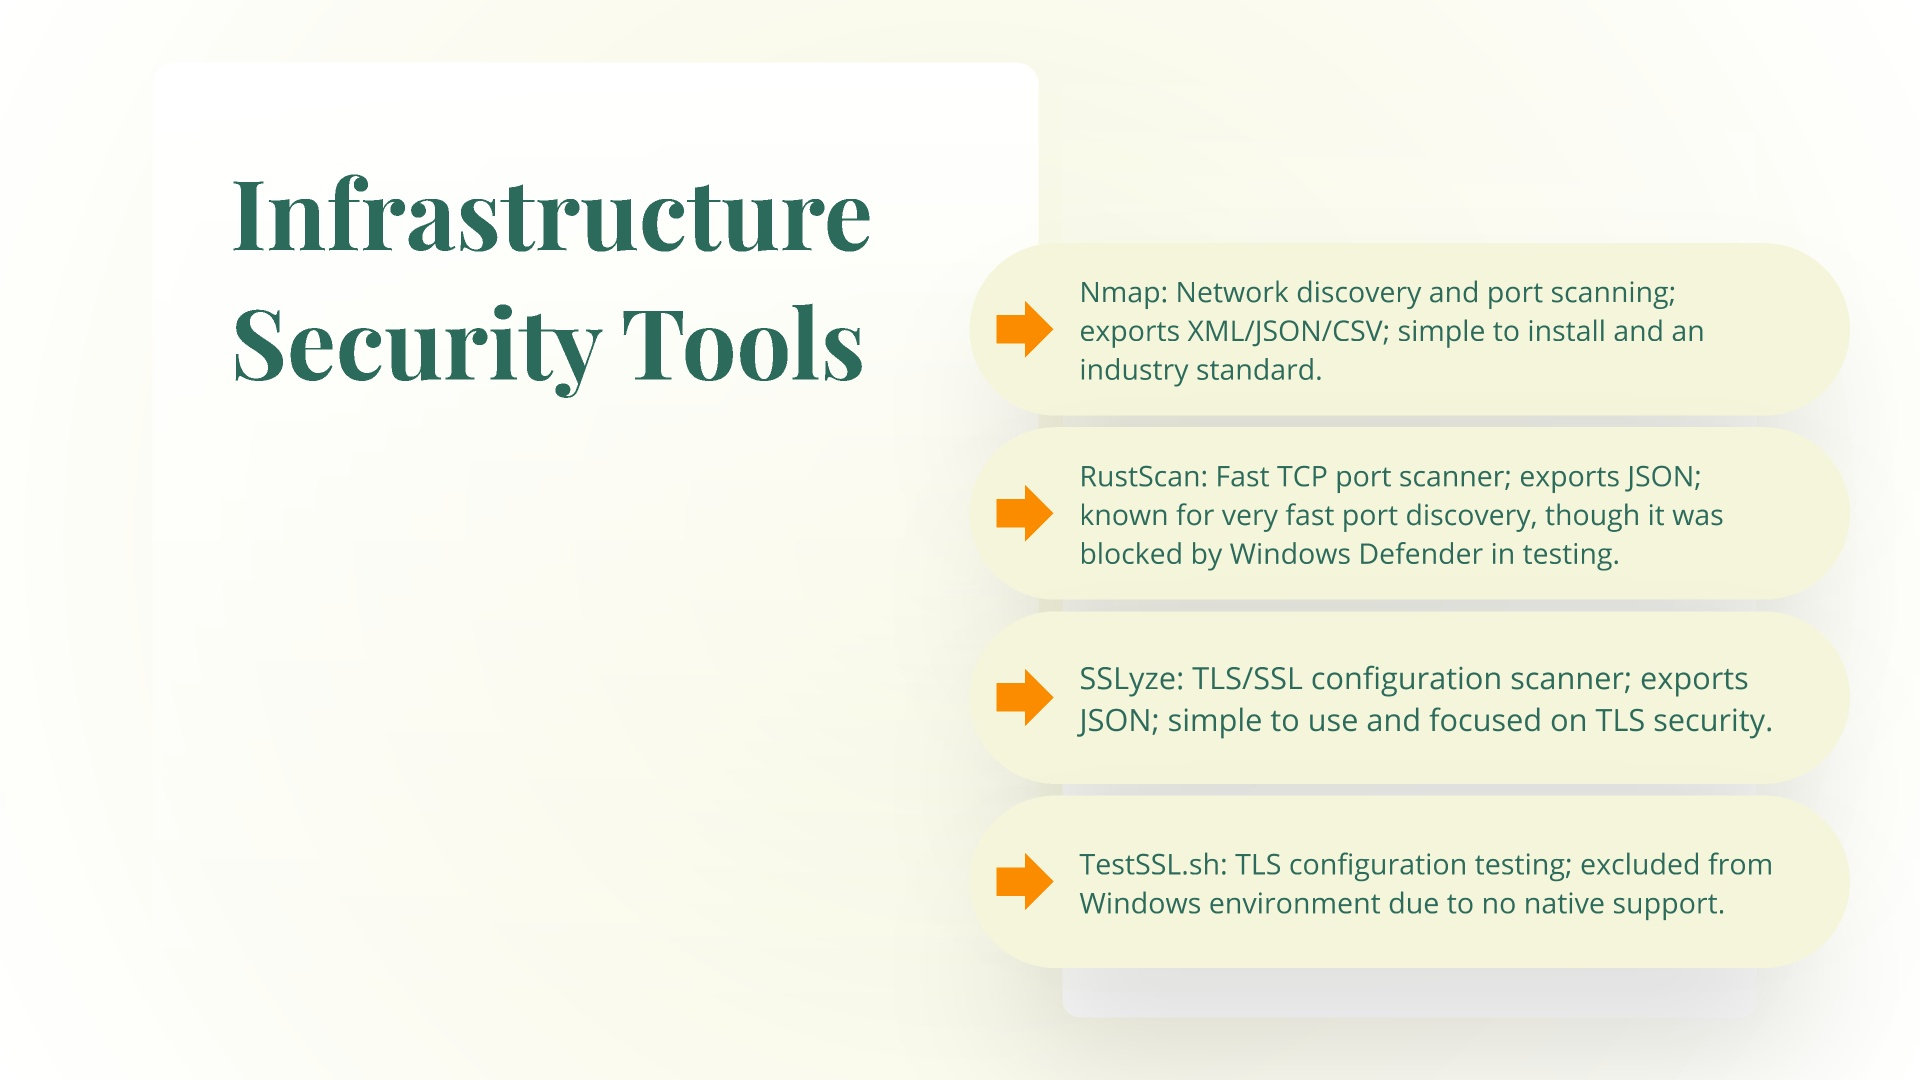 Infrastructure
Security Tools
Nmap: Network discovery and port scanning;
exports XML/JSON/CSV; simple to install and an
industry standard.
RustScan: Fast TCP port scanner; exports JSON;
known for very fast port discovery, though it was
blocked by Windows Defender in testing.
SSLyze: TLS/SSL configuration scanner; exports
JSON; simple to use and focused on TLS security.
TestSSL.sh: TLS configuration testing; excluded from
Windows environment due to no native support.